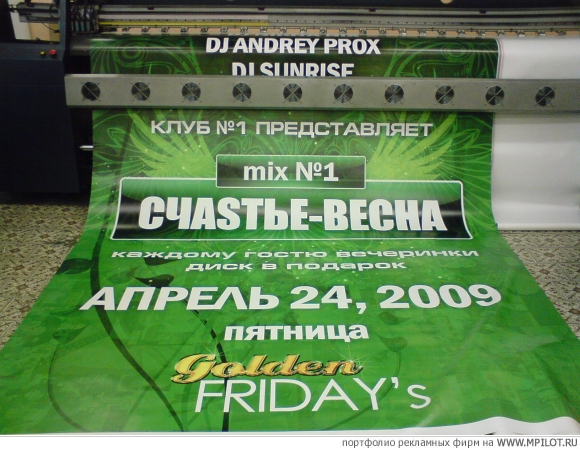 DJ ANDREY PROX
DJ SUNRISE
КЛУБ №1 ПРЕДСТАВЛЯЕТ
mix №1
СЧАSТЬЕ-ВЕСНА
каждому гостю вечеринки
диск в подарок
АПРЕЛЬ 24, 2009
пятница
Golden
FRIDAY's
портфолио рекламных фирм на WWW.MPILOT.RU